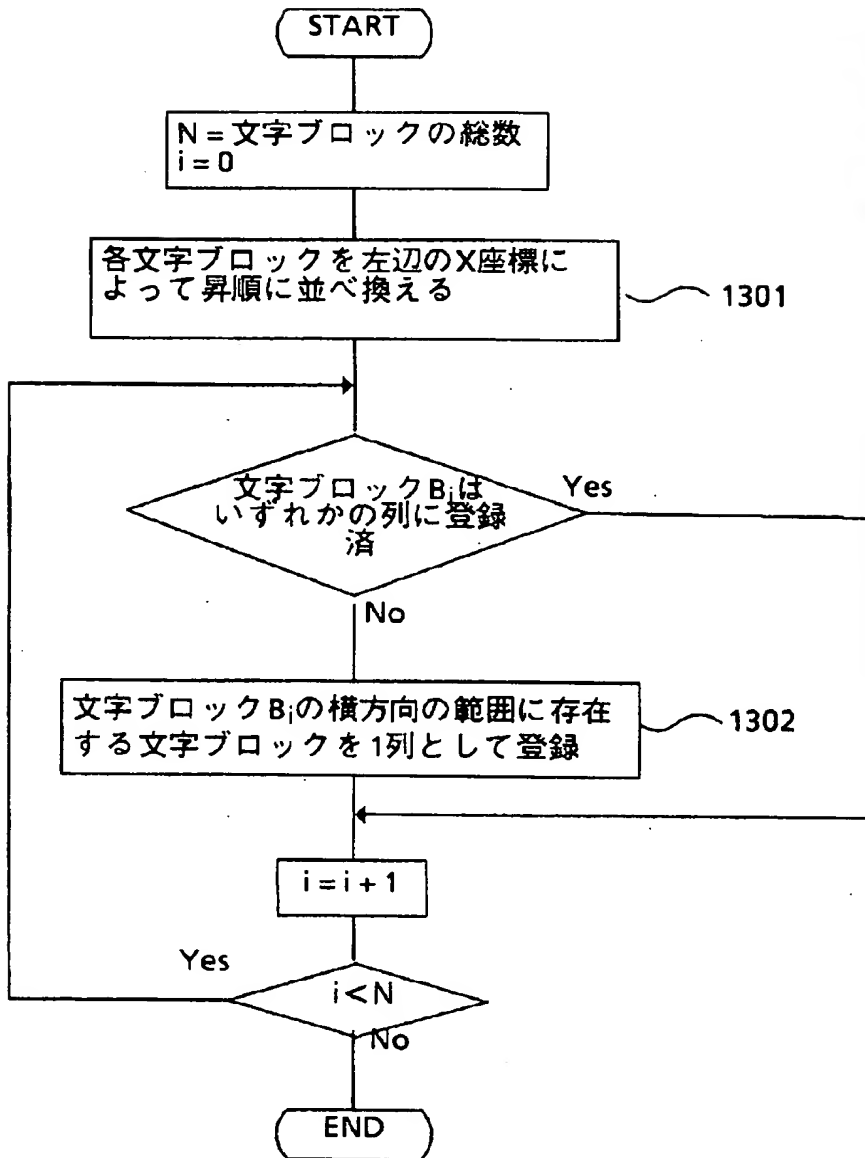 START
N=文字ブロックの総数
i=0
各文字ブロックを左辺のX座標に
よって昇順に並べ換える
1301
文字ブロックBiは
いずれかの列に登録
済
Yes
No
文字ブロックBiの横方向の範囲に存在
する文字ブロックを1列として登録
1302
i=i+1
Yes
i<N
No
END